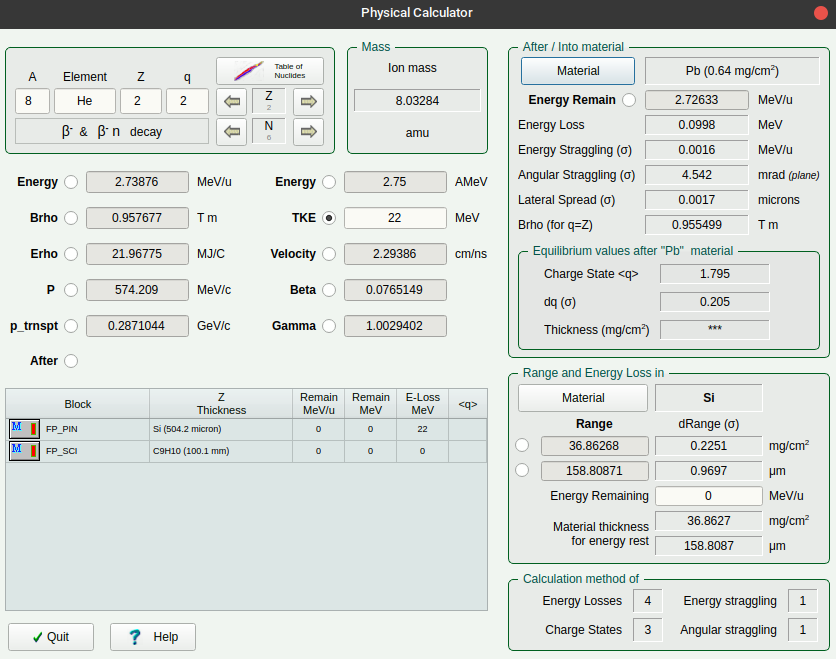 Physical Calculator
A Element Z q
8 He 2 2
Table of
Nuclides
Z
2
N
6
β- & β- n decay
Mass
Ion mass
8.03284
amu
Energy 2.73876 MeV/u
Energy 2.75 AMeV
Brho 0.957677 T m
TKE 22 MeV
Erho 21.96775 MJ/C
Velocity 2.29386 cm/ns
P 574.209 MeV/c
Beta 0.0765149
p_trnspt 0.2871044 GeV/c
Gamma 1.0029402
After
Block Z Thickness Remain MeV/u Remain MeV E-Loss MeV <q>
M FP_PIN Si (504.2 micron) 0 0 22
M FP_SCI C9H10 (100.1 mm) 0 0 0
Quit
? Help
After / Into material
Material Pb (0.64 mg/cm2)
Energy Remain 2.72633 MeV/u
Energy Loss 0.0998 MeV
Energy Straggling (σ) 0.0016 MeV/u
Angular Straggling (σ) 4.542 mrad (plane)
Lateral Spread (σ) 0.0017 microns
Brho (for q=Z) 0.955499 T m
Equilibrium values after "Pb" material
Charge State <q> 1.795
dq (σ) 0.205
Thickness (mg/cm2) ***
Range and Energy Loss in
Material Si
Range dRange (σ)
36.86268 0.2251 mg/cm2
158.80871 0.9697 μm
Energy Remaining 0 MeV/u
Material thickness
for energy rest
36.8627 mg/cm2
158.8087 μm
Calculation method of
Energy Losses 4 Energy straggling 1
Charge States 3 Angular straggling 1